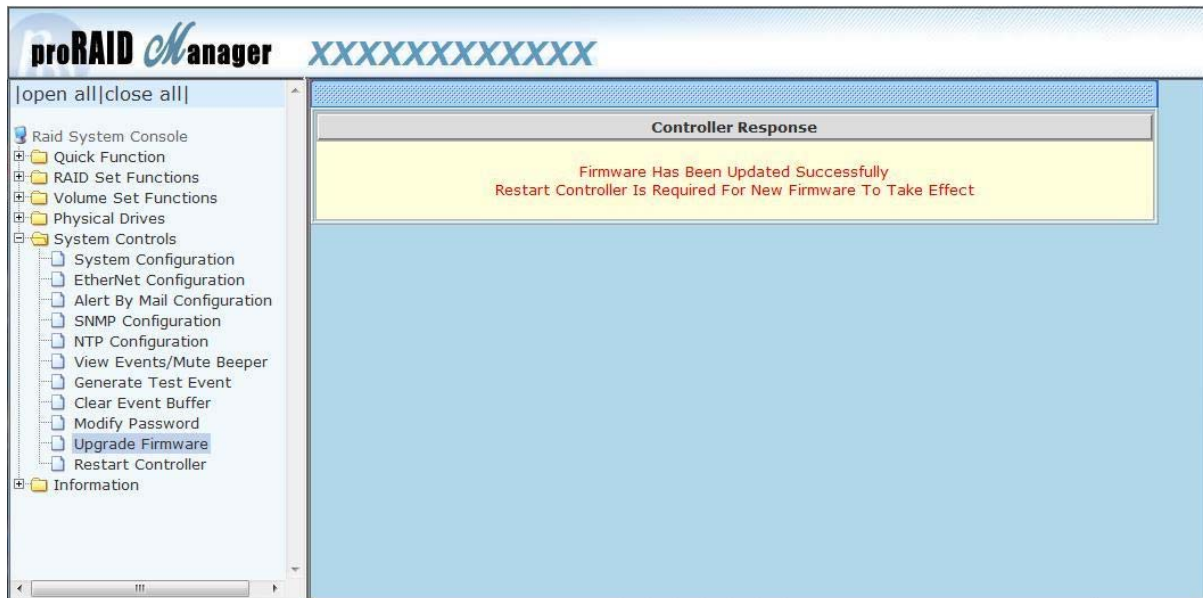 proRAID Manager XXXXXXXXXXXX
|open all|close all|
Raid System Console
Quick Function
RAID Set Functions
Volume Set Functions
Physical Drives
System Controls
System Configuration
EtherNet Configuration
Alert By Mail Configuration
SNMP Configuration
NTP Configuration
View Events/Mute Beeper
Generate Test Event
Clear Event Buffer
Modify Password
Upgrade Firmware
Restart Controller
Information
Controller Response
Firmware Has Been Updated Successfully
Restart Controller Is Required For New Firmware To Take Effect